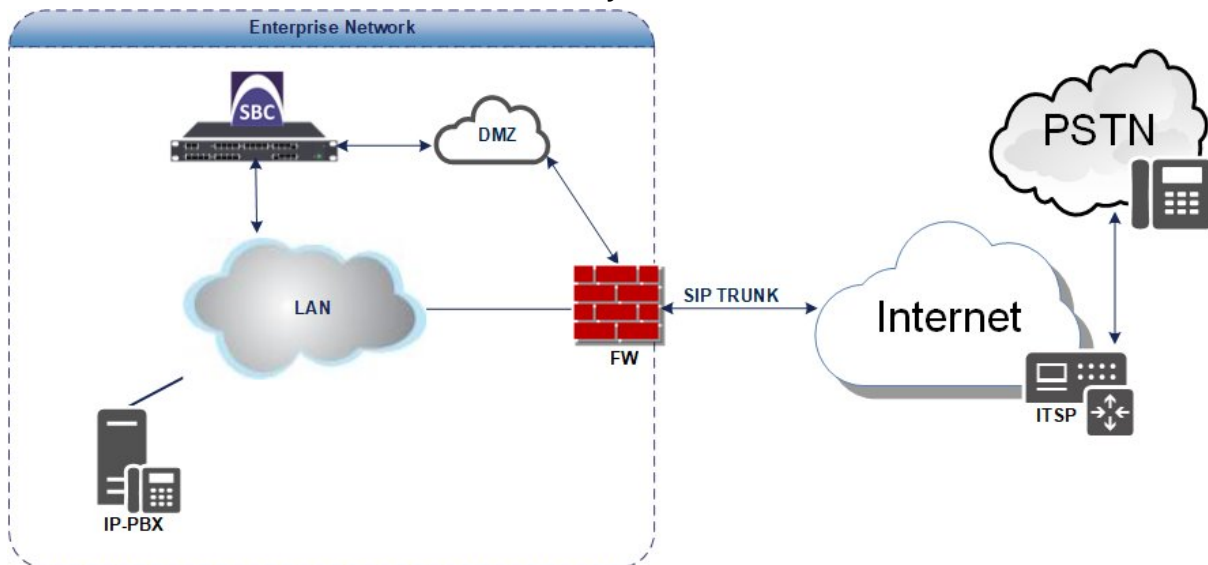 Enterprise Network
SBC
DMZ
PSTN
LAN
SIP TRUNK
Internet
FW
ITSP
IP-PBX